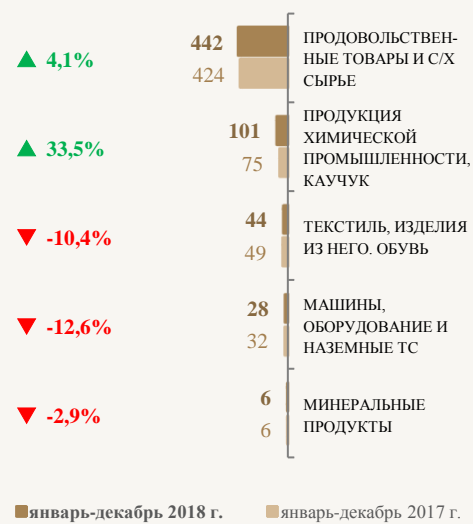 442
424
4,1%
ПРОДОВОЛЬСТВЕН-
НЫЕ ТОВАРЫ И С/Х
СЫРЬЕ
101
75
33,5%
ПРОДУКЦИЯ
ХИМИЧЕСКОЙ
ПРОМЫШЛЕННОСТИ,
КАУЧУК
44
49
-10,4%
ТЕКСТИЛЬ, ИЗДЕЛИЯ
ИЗ НЕГО. ОБУВЬ
28
32
-12,6%
МАШИНЫ,
ОБОРУДОВАНИЕ И
НАЗЕМНЫЕ ТС
6
6
-2,9%
МИНЕРАЛЬНЫЕ
ПРОДУКТЫ
январь-декабрь 2018 г.
январь-декабрь 2017 г.